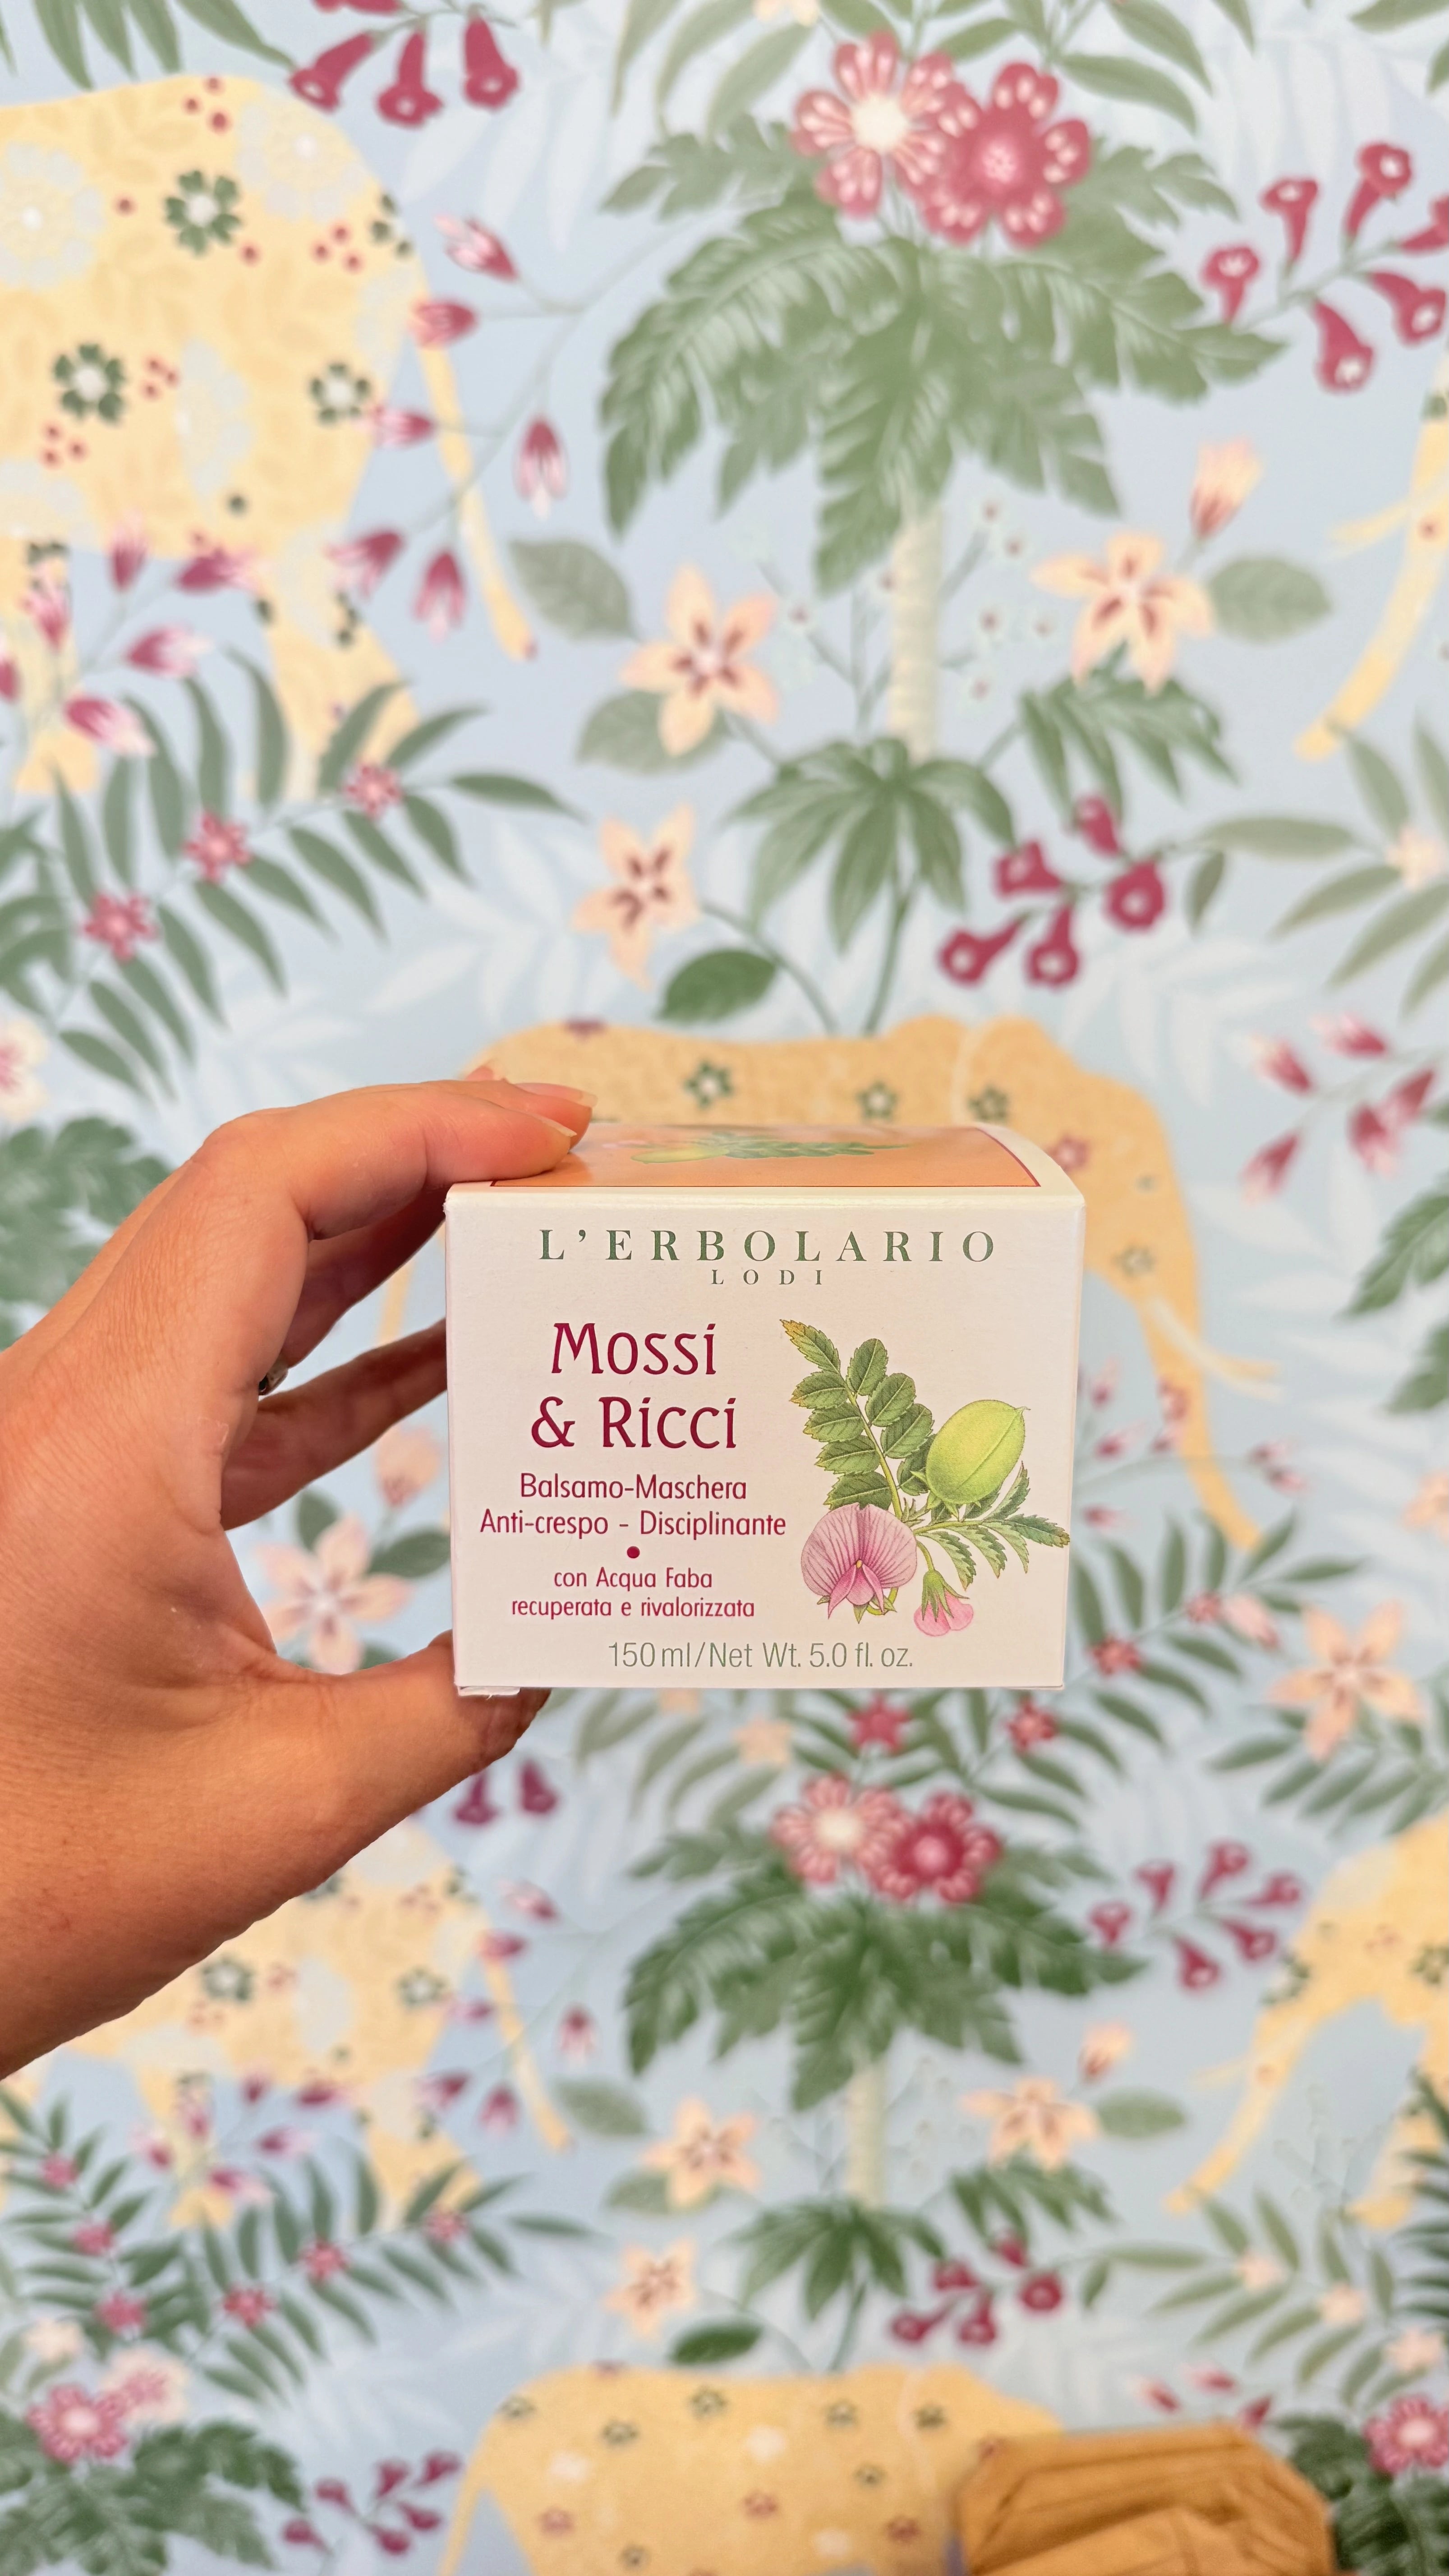 L'ERBOLARIO
LODI
Mossi
& Ricci
Balsamo-Maschera
Anti-crespo - Disciplinante
•
con Acqua Faba
recuperata e rivalorizzata
150 ml/Net Wt. 5.0 fl. oz.